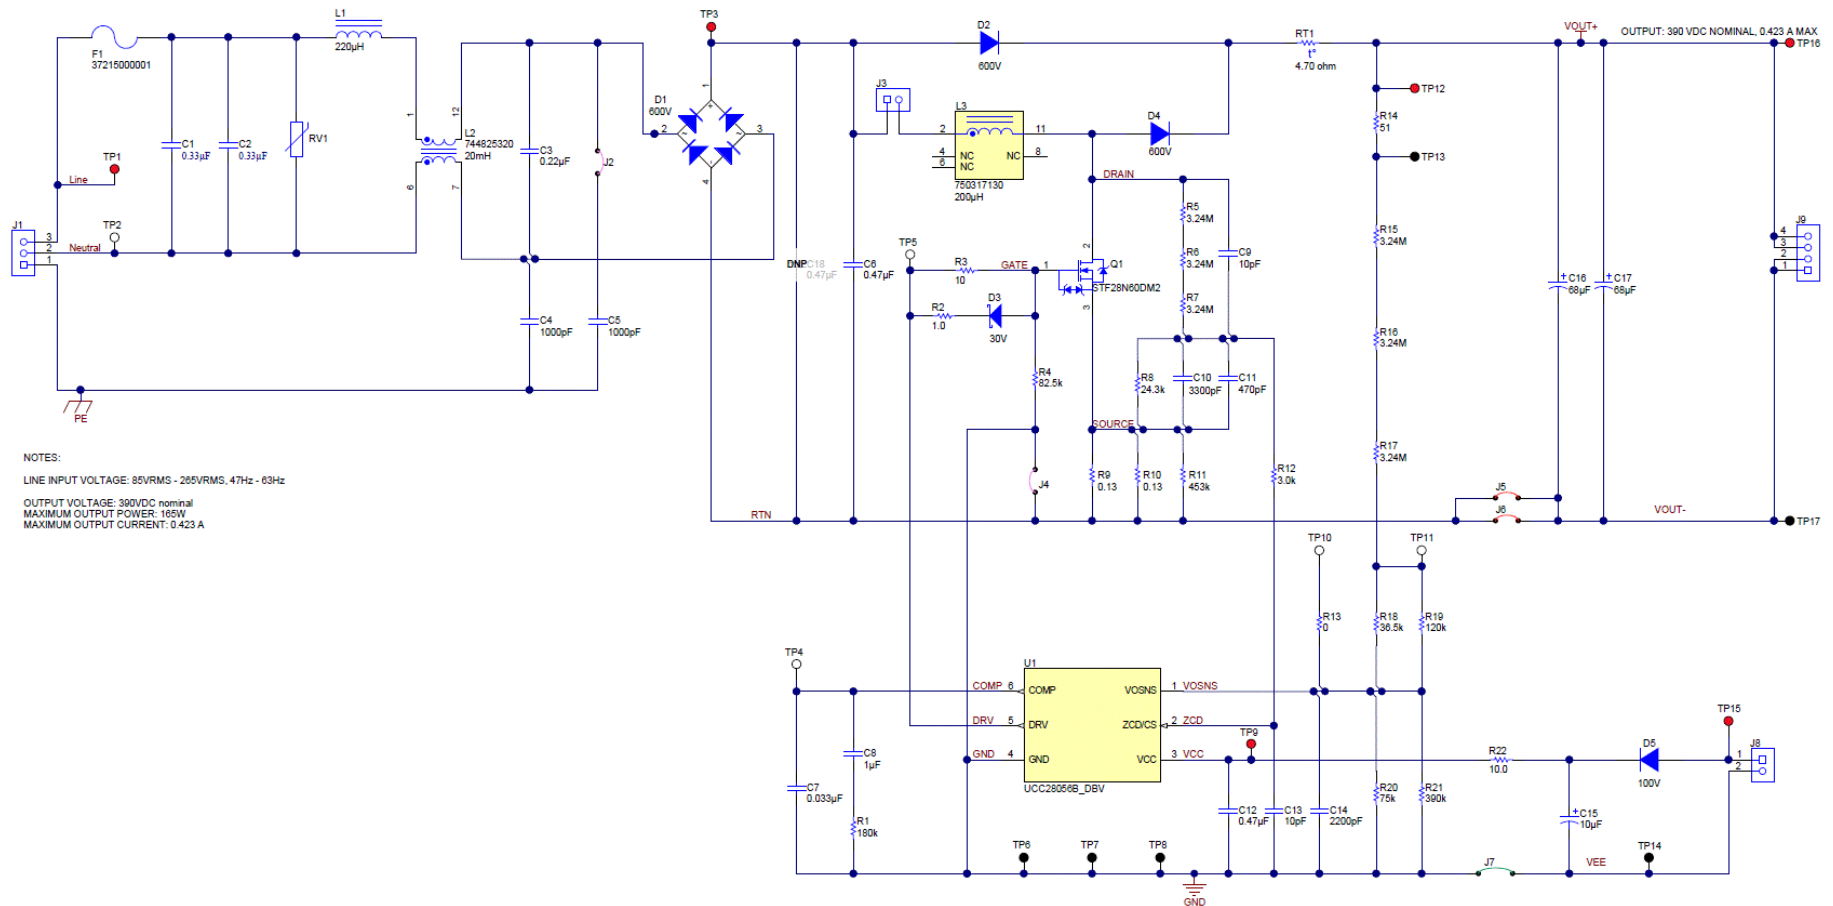 L1
220µH
F1
37215000001
TP3
D2
600V
RT1
t°
4.70 ohm
VOUT+
OUTPUT: 390 VDC NOMINAL, 0.423 A MAX
TP16
J3
D1
600V
1
2
3
4
L3
2
11
4
NC
6
NC
NC
8
750317130
200µH
D4
600V
TP12
R14
51
TP13
C1
0.33µF
C2
0.33µF
RV1
1
12
L2
744825320
20mH
6
7
C3
0.22µF
J2
TP1
Line
TP2
Neutral
J1
3
2
1
DRAIN
R5
3.24M
R6
3.24M
R7
3.24M
C9
10pF
R15
3.24M
J9
4
3
2
1
TP5
R3
10
GATE
1
2
Q1
STF28N60DM2
3
DNP
C18
0.47µF
C6
0.47µF
R2
1.0
D3
30V
C16
68µF
C17
68µF
C4
1000pF
C5
1000pF
R16
3.24M
R4
82.5k
R8
24.3k
C10
3300pF
C11
470pF
PE
SOURCE
R17
3.24M
NOTES:
LINE INPUT VOLTAGE: 85VRMS - 265VRMS, 47Hz - 63Hz
OUTPUT VOLTAGE: 390VDC nominal
MAXIMUM OUTPUT POWER: 165W
MAXIMUM OUTPUT CURRENT: 0.423 A
J4
R9
0.13
R10
0.13
R11
453k
R12
3.0k
J5
J6
RTN
VOUT-
TP17
TP10
TP11
R13
0
R18
36.5k
R19
120k
TP4
U1
COMP 6
COMP
VOSNS
1 VOSNS
DRV 5
DRV
ZCD/CS
2 ZCD
GND 4
GND
VCC
3 VCC
UCC28056B_DBV
TP9
TP15
J8
1
2
R22
10.0
D5
100V
C8
1µF
C7
0.033µF
R1
180k
C12
0.47µF
C13
10pF
C14
2200pF
R20
75k
R21
390k
C15
10µF
TP6
TP7
TP8
GND
J7
VEE
TP14